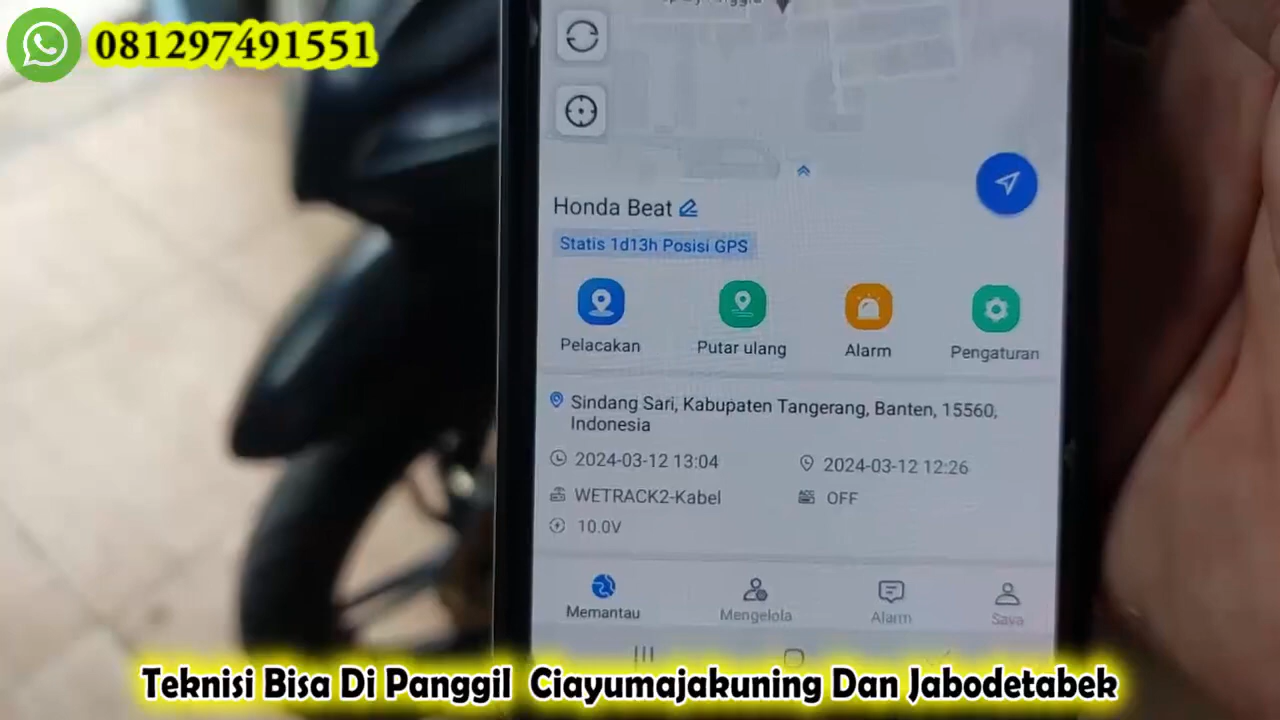 081297491551
Honda Beat
Statis 1d13h Posisi GPS
Pelacakan
Putar ulang
Alarm
Pengaturan
Sindang Sari, Kabupaten Tangerang, Banten, 15560,
Indonesia
2024-03-12 13:04
2024-03-12 12:26
WETRACK2-Kabel
OFF
10.0V
Memantau
Mengelola
Alarm
Saya
Teknisi Bisa Di Panggil Ciayumajakuning Dan Jabodetabek